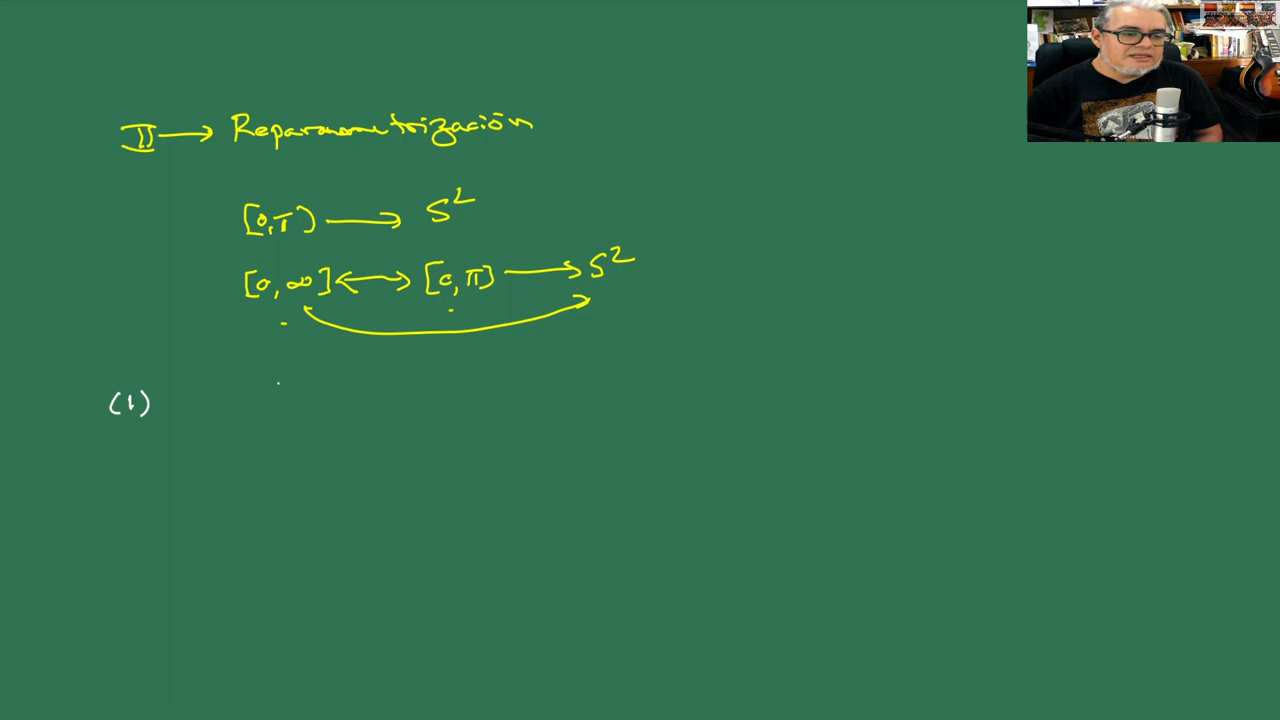 II → Reparametrización
[0,π) → S²
[0,∞] ↔ [0,π] → S²
(1)